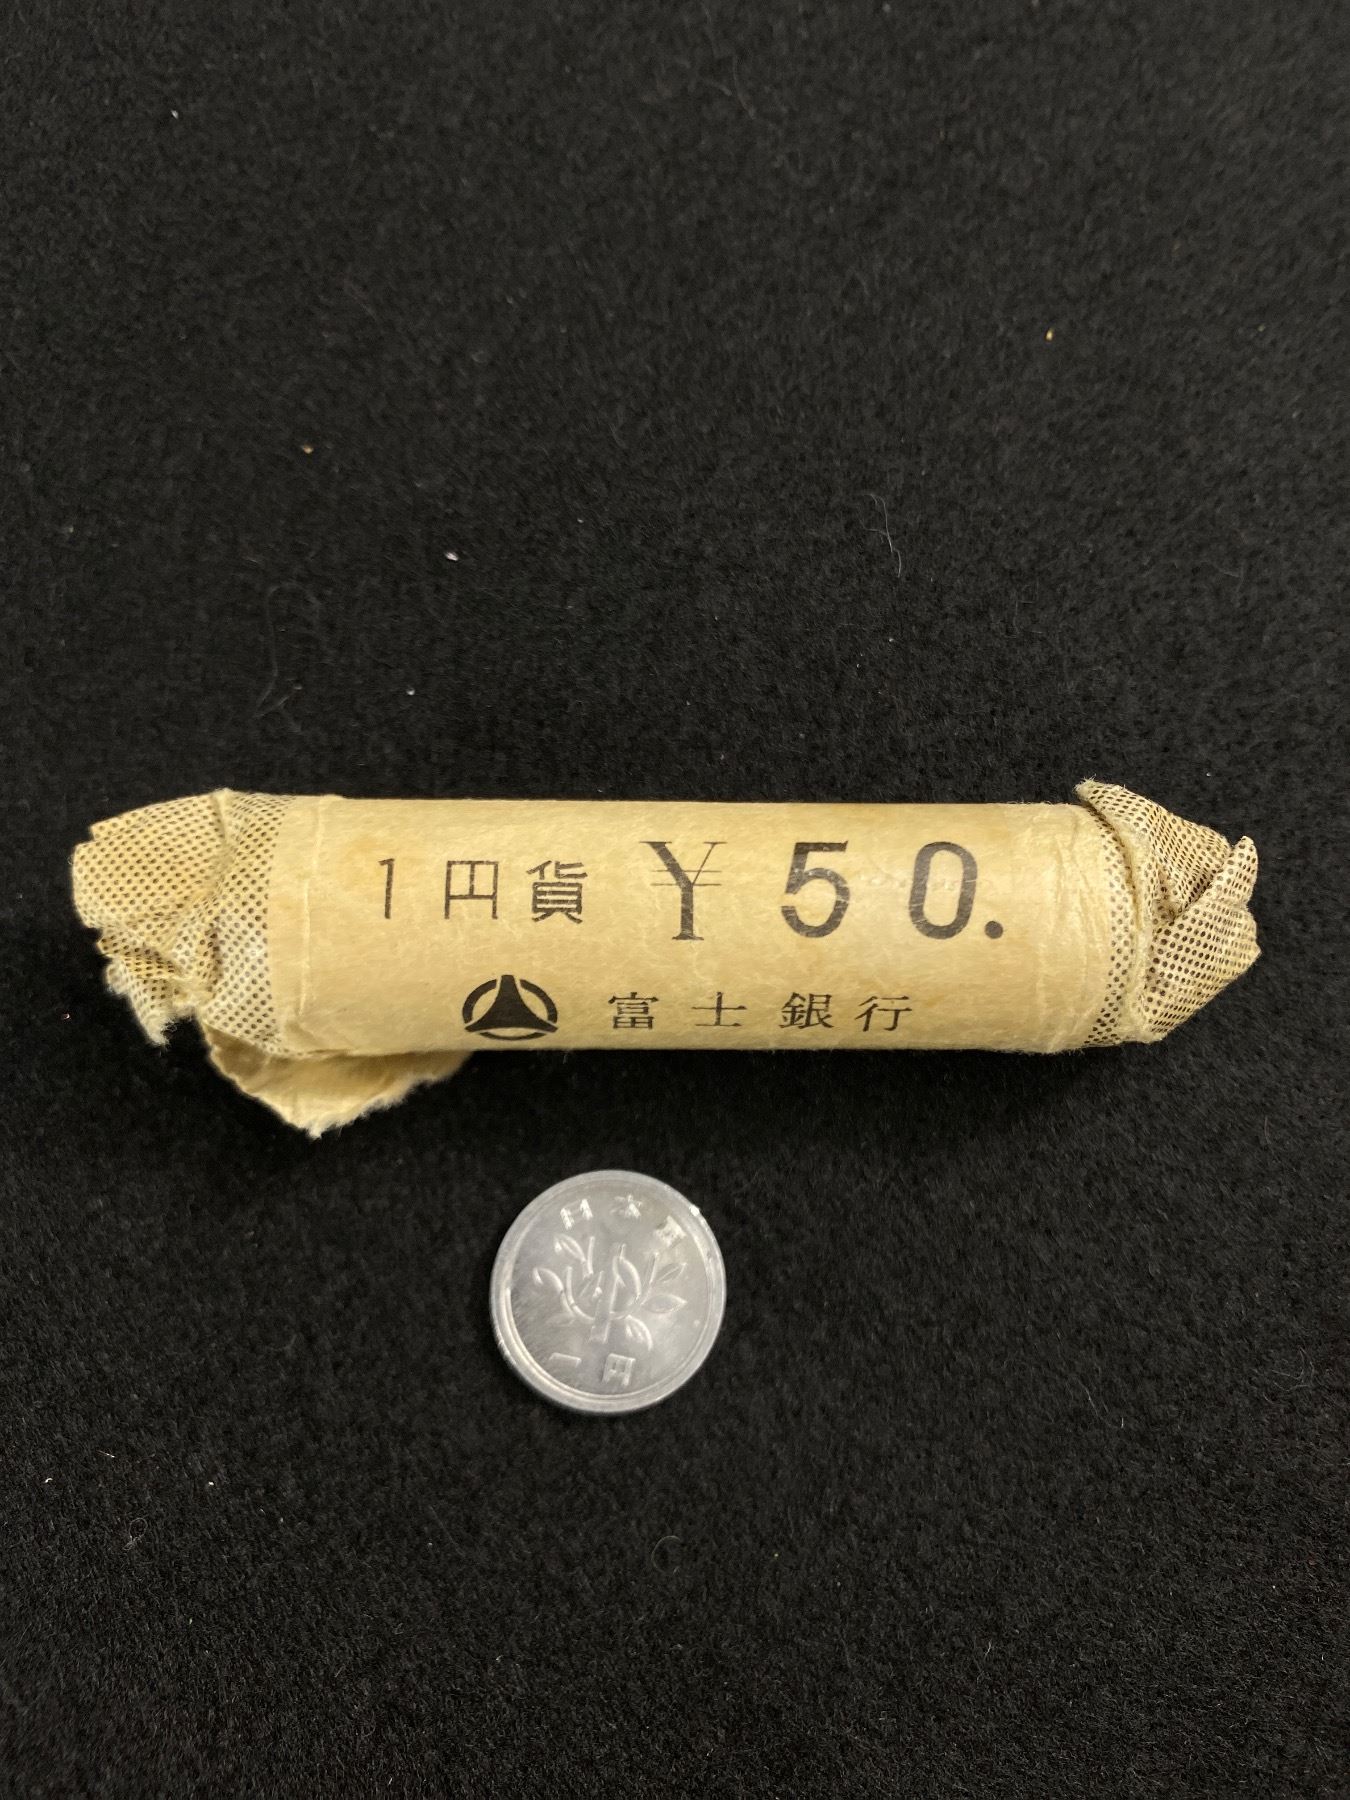 1円貨 ¥50.
富士銀行
日本国
一円